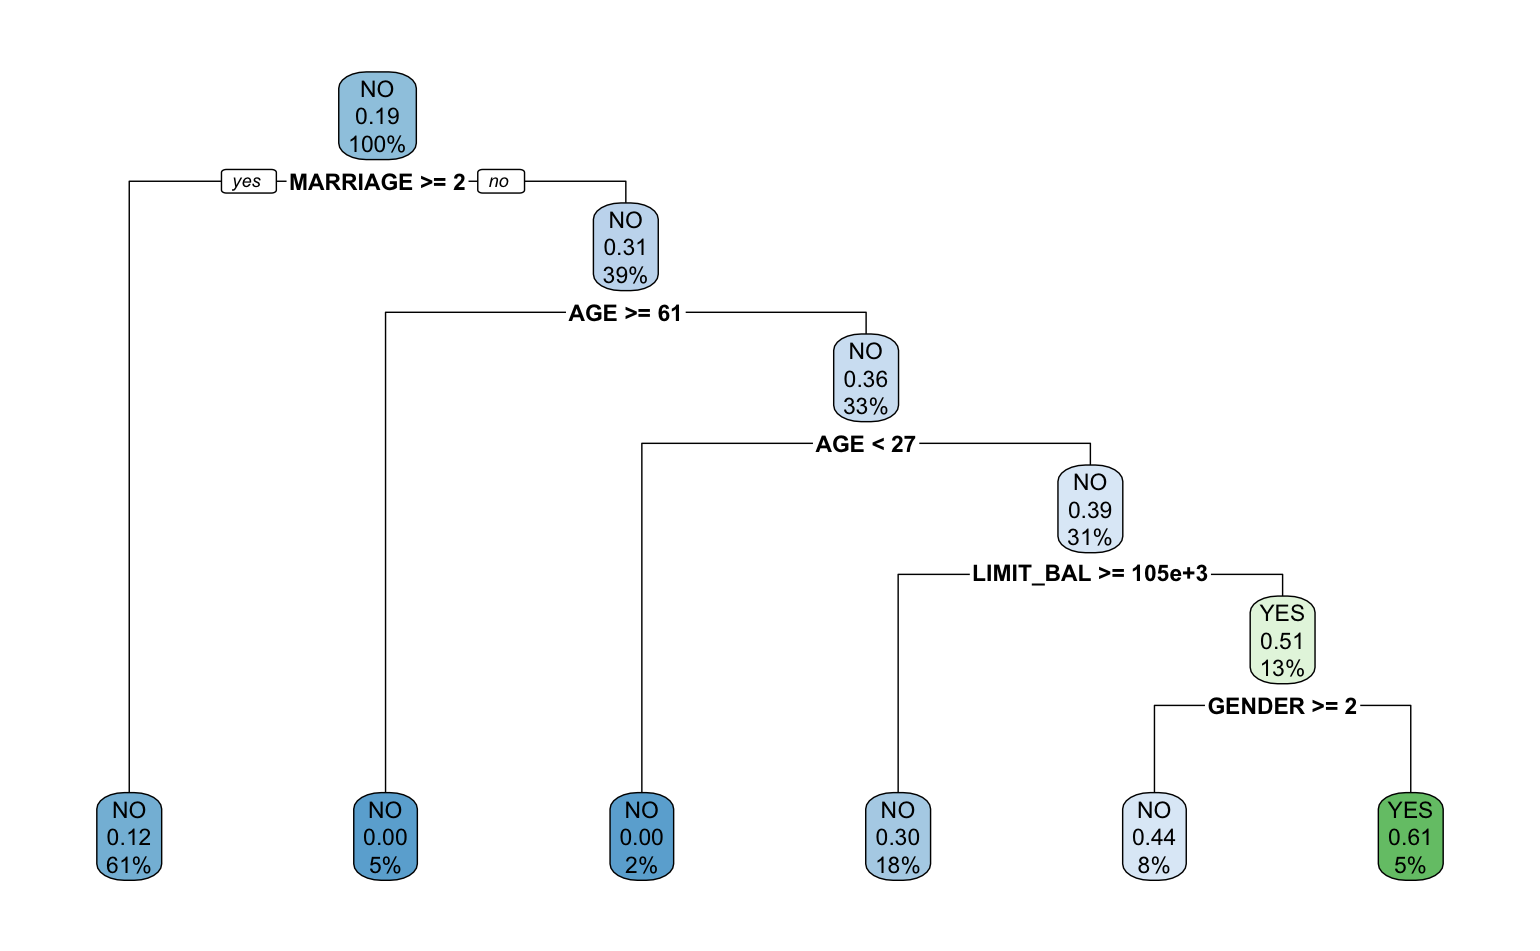 NO
0.19
100%
yes MARRIAGE >= 2 no
NO
0.31
39%
AGE >= 61
NO
0.36
33%
AGE < 27
NO
0.39
31%
LIMIT_BAL >= 105e+3
YES
0.51
13%
GENDER >= 2
NO
0.12
61%
NO
0.00
5%
NO
0.00
2%
NO
0.30
18%
NO
0.44
8%
YES
0.61
5%